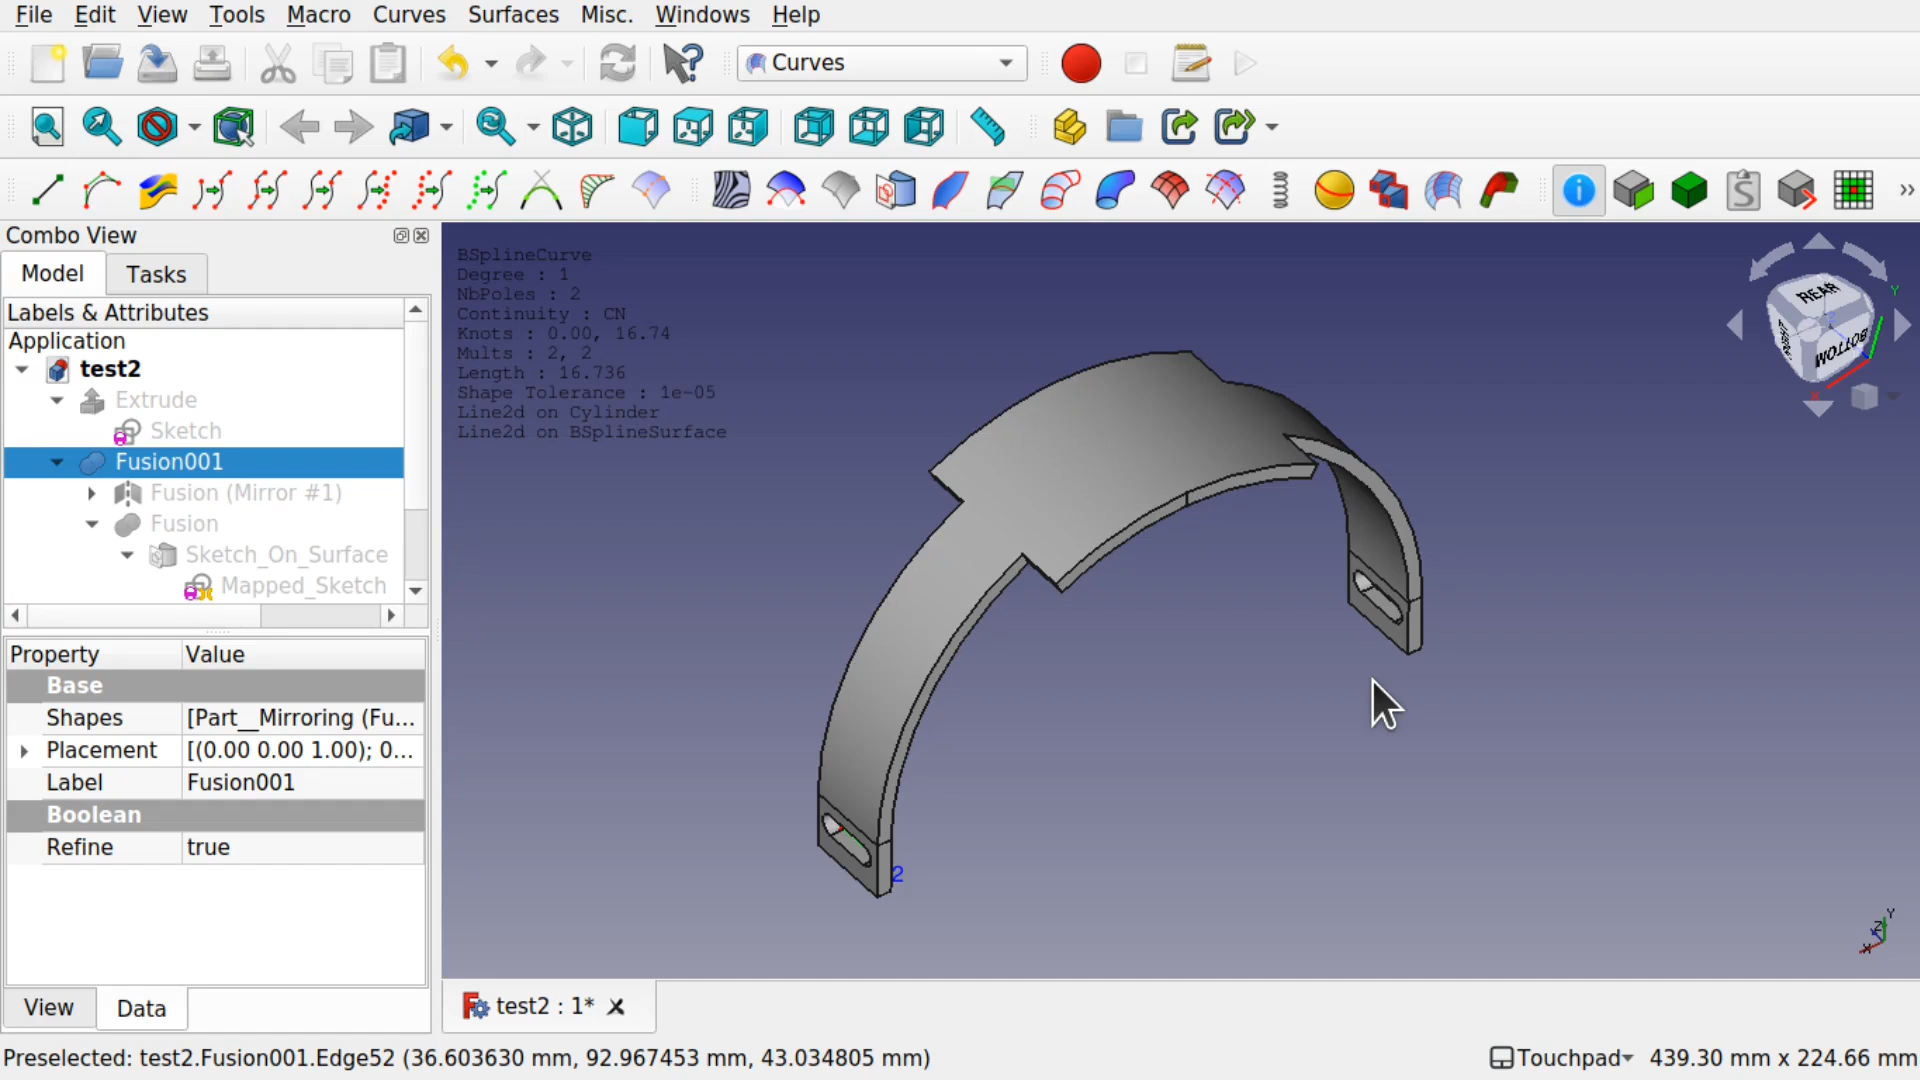 File Edit View Tools Macro Curves Surfaces Misc. Windows Help
Curves
Combo View
Model Tasks
Labels & Attributes
Application
test2
Extrude
Sketch
Fusion001
Fusion (Mirror #1)
Fusion
Sketch_On_Surface
Mapped_Sketch
Property Value
Base
Shapes [Part__Mirroring (Fu...
Placement [(0.00 0.00 1.00); 0...
Label Fusion001
Boolean
Refine true
View Data
BSplineCurve
Degree : 1
NbPoles : 2
Continuity : CN
Knots : 0.00, 16.74
Mults : 2, 2
Length : 16.736
Shape Tolerance : 1e-05
Line2d on Cylinder
Line2d on BSplineSurface
REAR
BOTTOM
Y
X
Z
2
Y
Z
X
test2 : 1*
Preselected: test2.Fusion001.Edge52 (36.603630 mm, 92.967453 mm, 43.034805 mm)
Touchpad 439.30 mm x 224.66 mm